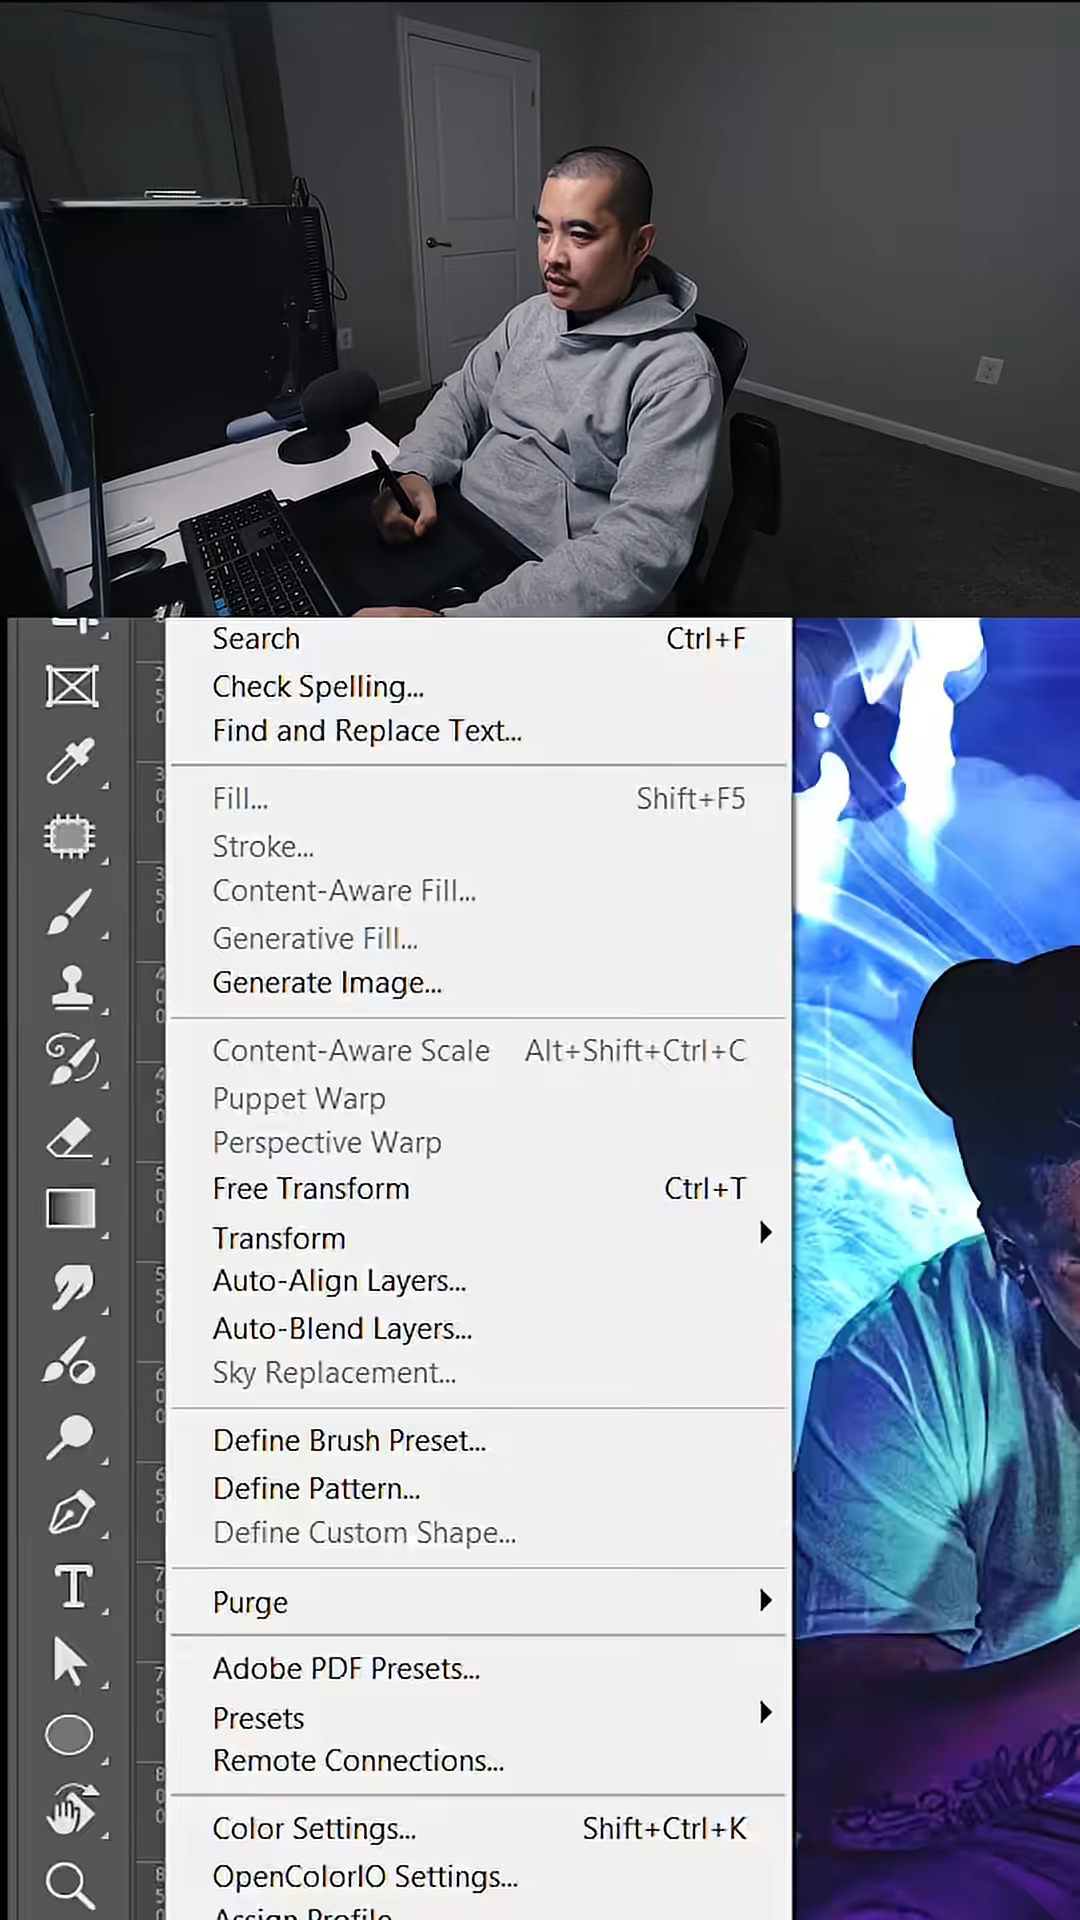 Search Ctrl+F
Check Spelling...
Find and Replace Text...
Fill... Shift+F5
Stroke...
Content-Aware Fill...
Generative Fill...
Generate Image...
Content-Aware Scale Alt+Shift+Ctrl+C
Puppet Warp
Perspective Warp
Free Transform Ctrl+T
Transform
Auto-Align Layers...
Auto-Blend Layers...
Sky Replacement...
Define Brush Preset...
Define Pattern...
Define Custom Shape...
Purge
Adobe PDF Presets...
Presets
Remote Connections...
Color Settings... Shift+Ctrl+K
OpenColorIO Settings...
Assign Profile